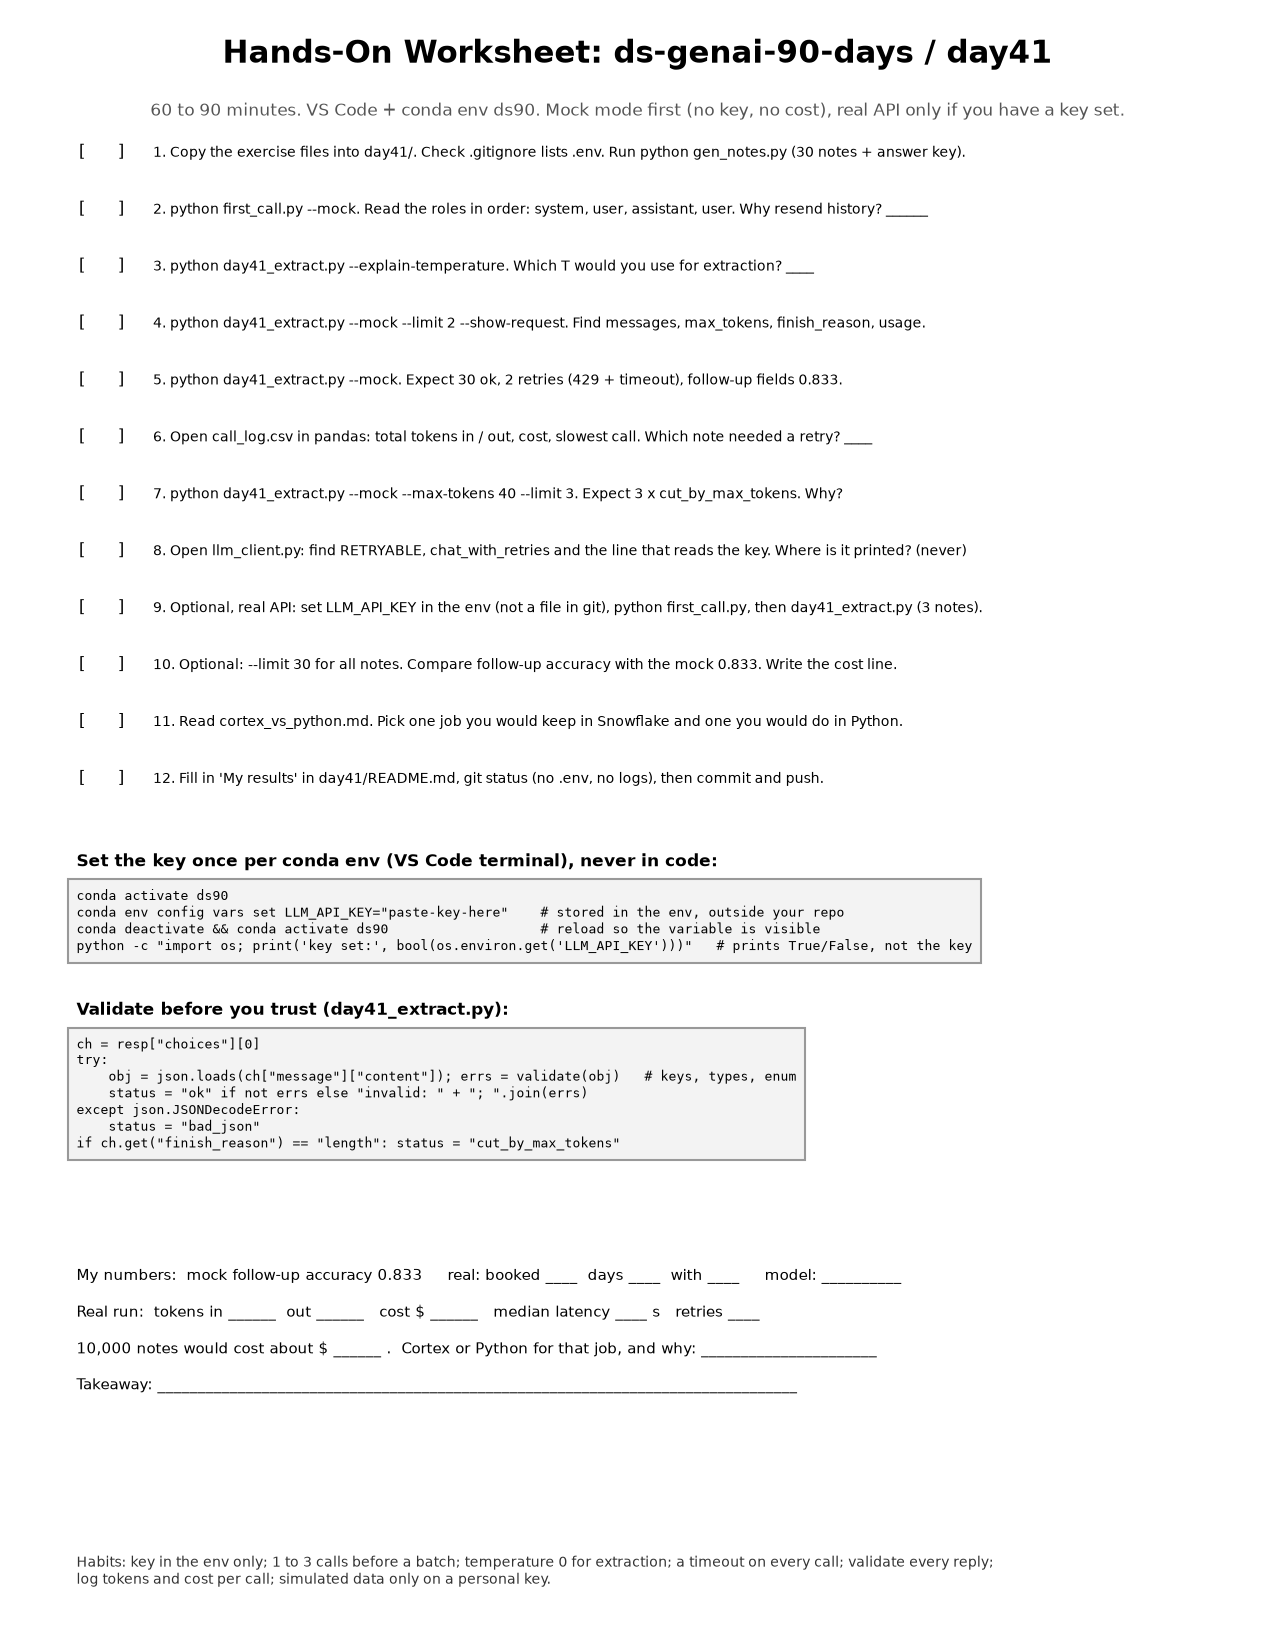 Hands-On Worksheet: ds-genai-90-days / day41
60 to 90 minutes. VS Code + conda env ds90. Mock mode first (no key, no cost), real API only if you have a key set.
[ ] 1. Copy the exercise files into day41/. Check .gitignore lists .env. Run python gen_notes.py (30 notes + answer key).
[ ] 2. python first_call.py --mock. Read the roles in order: system, user, assistant, user. Why resend history? ______
[ ] 3. python day41_extract.py --explain-temperature. Which T would you use for extraction? ____
[ ] 4. python day41_extract.py --mock --limit 2 --show-request. Find messages, max_tokens, finish_reason, usage.
[ ] 5. python day41_extract.py --mock. Expect 30 ok, 2 retries (429 + timeout), follow-up fields 0.833.
[ ] 6. Open call_log.csv in pandas: total tokens in / out, cost, slowest call. Which note needed a retry? ____
[ ] 7. python day41_extract.py --mock --max-tokens 40 --limit 3. Expect 3 x cut_by_max_tokens. Why?
[ ] 8. Open llm_client.py: find RETRYABLE, chat_with_retries and the line that reads the key. Where is it printed? (never)
[ ] 9. Optional, real API: set LLM_API_KEY in the env (not a file in git), python first_call.py, then day41_extract.py (3 notes).
[ ] 10. Optional: --limit 30 for all notes. Compare follow-up accuracy with the mock 0.833. Write the cost line.
[ ] 11. Read cortex_vs_python.md. Pick one job you would keep in Snowflake and one you would do in Python.
[ ] 12. Fill in 'My results' in day41/README.md, git status (no .env, no logs), then commit and push.
Set the key once per conda env (VS Code terminal), never in code:
conda activate ds90
conda env config vars set LLM_API_KEY="paste-key-here"    # stored in the env, outside your repo
conda deactivate && conda activate ds90                   # reload so the variable is visible
python -c "import os; print('key set:', bool(os.environ.get('LLM_API_KEY')))"   # prints True/False, not the key
Validate before you trust (day41_extract.py):
ch = resp["choices"][0]
try:
    obj = json.loads(ch["message"]["content"]); errs = validate(obj)   # keys, types, enum
    status = "ok" if not errs else "invalid: " + "; ".join(errs)
except json.JSONDecodeError:
    status = "bad_json"
if ch.get("finish_reason") == "length": status = "cut_by_max_tokens"
My numbers:  mock follow-up accuracy 0.833     real: booked ____  days ____  with ____     model: __________
Real run:  tokens in ______  out ______   cost $ ______   median latency ____ s   retries ____
10,000 notes would cost about $ ______ .  Cortex or Python for that job, and why: ______________________
Takeaway: ________________________________________________________________________________
Habits: key in the env only; 1 to 3 calls before a batch; temperature 0 for extraction; a timeout on every call; validate every reply;
log tokens and cost per call; simulated data only on a personal key.